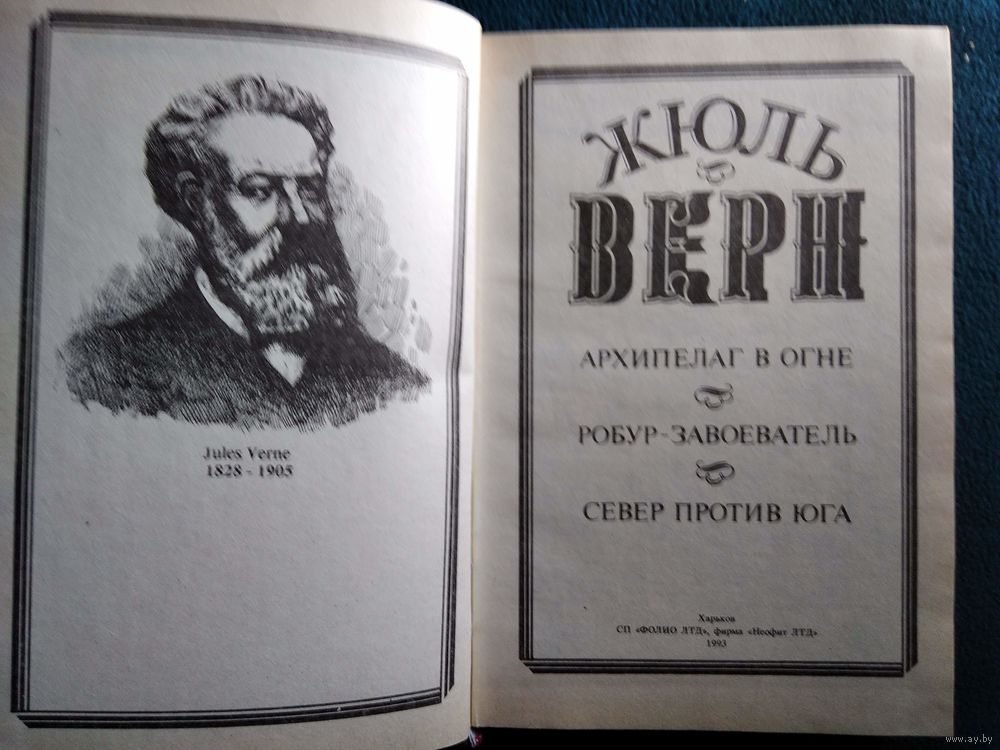 Jules Verne
1828 - 1905
ЖЮЛЬ
ВЕРН
АРХИПЕЛАГ В ОГНЕ
РОБУР-ЗАВОЕВАТЕЛЬ
СЕВЕР ПРОТИВ ЮГА
Харьков
СП «ФОЛИО ЛТД», фирма «Неофит ЛТД»
1993
www.ay.by